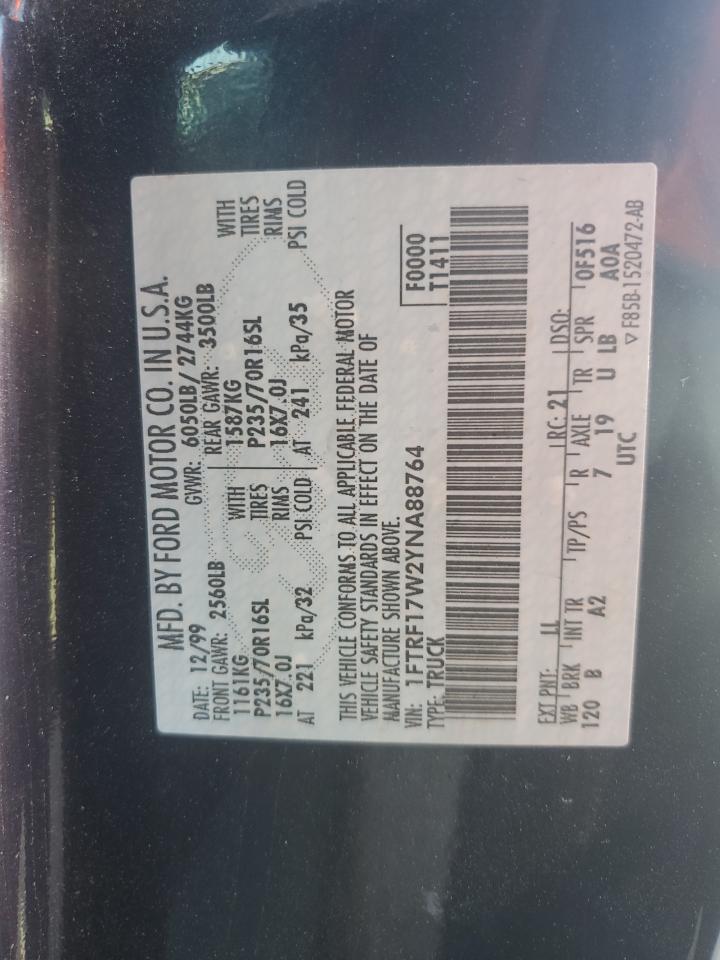 MFD. BY FORD MOTOR CO. IN U.S.A.
DATE: 12/99 GVWR: 6050LB / 2744KG
FRONT GAWR: 2560LB REAR GAWR: 3500LB
1161KG WITH 1587KG WITH
P235/70R16SL TIRES P235/70R16SL TIRES
16X7.0J RIMS 16X7.0J RIMS
AT 221 kPa/32 PSI COLD AT 241 kPa/35 PSI COLD
THIS VEHICLE CONFORMS TO ALL APPLICABLE FEDERAL MOTOR
VEHICLE SAFETY STANDARDS IN EFFECT ON THE DATE OF
MANUFACTURE SHOWN ABOVE.
VIN: 1FTRF17W2YNA88764 F0000
TYPE: TRUCK T1411
EXT PNT: LL RC: 21 DSO:
WB BRK INT TR TP/PS R AXLE TR SPR 0F516
120 B A2 7 19 U LB A0A
UTC ▽ F85B-1520472-AB